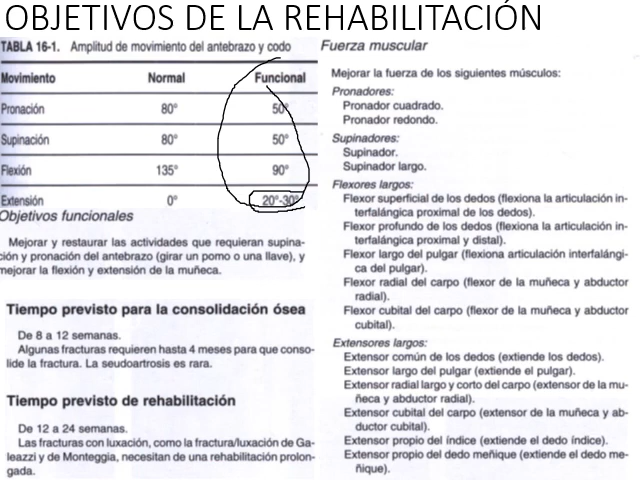 OBJETIVOS DE LA REHABILITACIÓN
TABLA 16-1. Amplitud de movimiento del antebrazo y codo
Movimiento Normal Funcional
Pronación 80° 50°
Supinación 80° 50°
Flexión 135° 90°
Extensión 0° 20°-30°
Objetivos funcionales
Mejorar y restaurar las actividades que requieran supina-
ción y pronación del antebrazo (girar un pomo o una llave), y
mejorar la flexión y extensión de la muñeca.
Tiempo previsto para la consolidación ósea
De 8 a 12 semanas.
Algunas fracturas requieren hasta 4 meses para que conso-
lide la fractura. La seudoartrosis es rara.
Tiempo previsto de rehabilitación
De 12 a 24 semanas.
Las fracturas con luxación, como la fractura/luxación de Ga-
leazzi y de Monteggia, necesitan de una rehabilitación prolon-
gada.
Fuerza muscular
Mejorar la fuerza de los siguientes músculos:
Pronadores:
Pronador cuadrado.
Pronador redondo.
Supinadores:
Supinador.
Supinador largo.
Flexores largos:
Flexor superficial de los dedos (flexiona la articulación in-
terfalángica proximal de los dedos).
Flexor profundo de los dedos (flexiona la articulación in-
terfalángica proximal y distal).
Flexor largo del pulgar (flexiona articulación interfalángi-
ca del pulgar).
Flexor radial del carpo (flexor de la muñeca y abductor
radial).
Flexor cubital del carpo (flexor de la muñeca y abductor
cubital).
Extensores largos:
Extensor común de los dedos (extiende los dedos).
Extensor largo del pulgar (extiende el pulgar).
Extensor radial largo y corto del carpo (extensor de la mu-
ñeca y abductor radial).
Extensor cubital del carpo (extensor de la muñeca y ab-
ductor cubital).
Extensor propio del índice (extiende el dedo índice).
Extensor propio del dedo meñique (extiende el dedo me-
ñique).